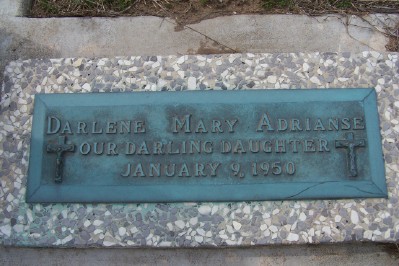 Darlene Mary Adrianse
OUR DARLING DAUGHTER
JANUARY 9, 1950